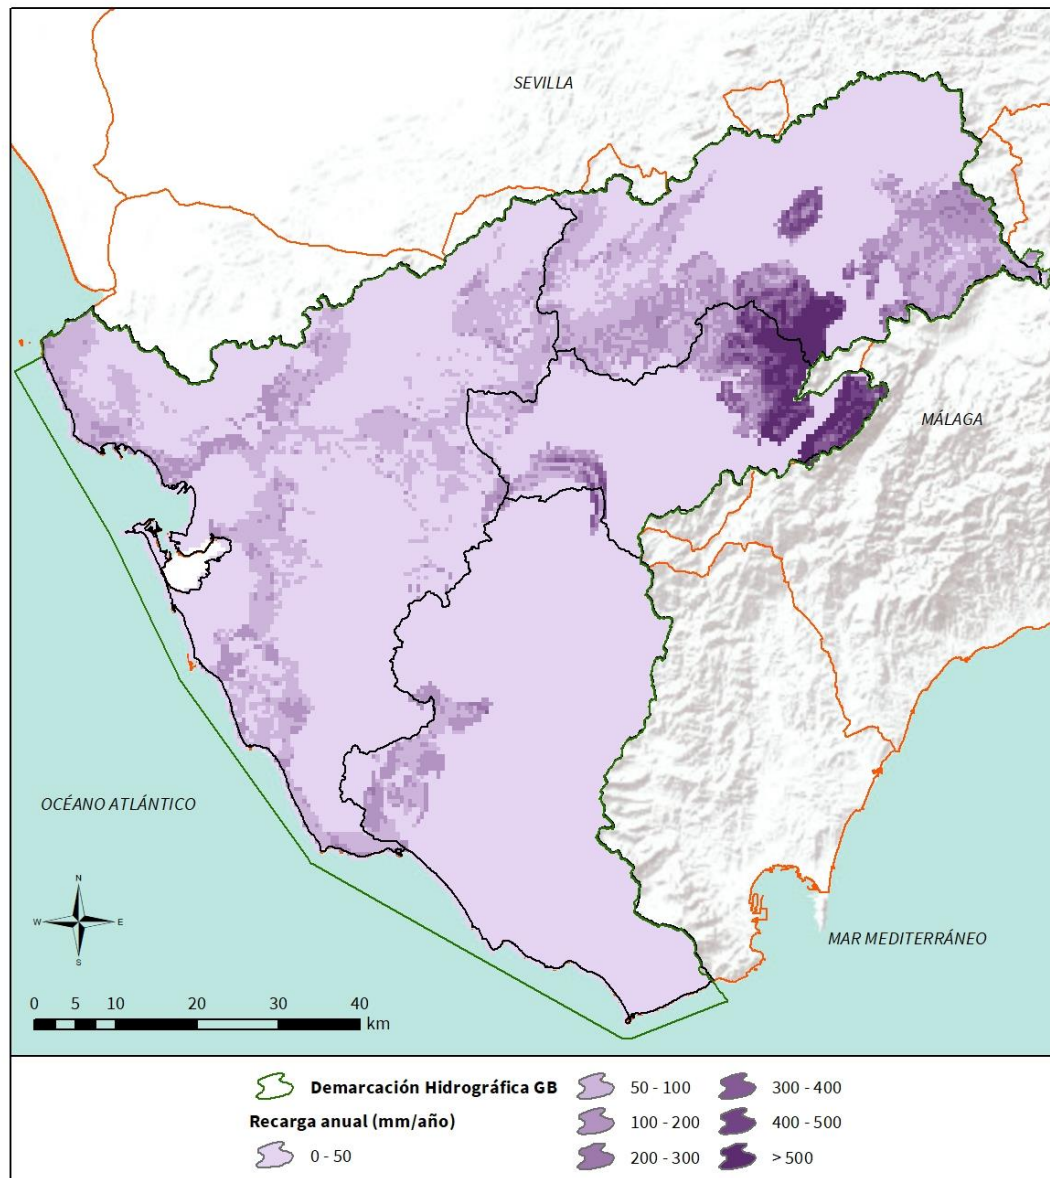 SEVILLA
MÁLAGA
OCÉANO ATLÁNTICO
MAR MEDITERRÁNEO
N
W E
S
0 5 10 20 30 40
km
Demarcación Hidrográfica GB
Recarga anual (mm/año)
0 - 50
50 - 100
100 - 200
200 - 300
300 - 400
400 - 500
> 500